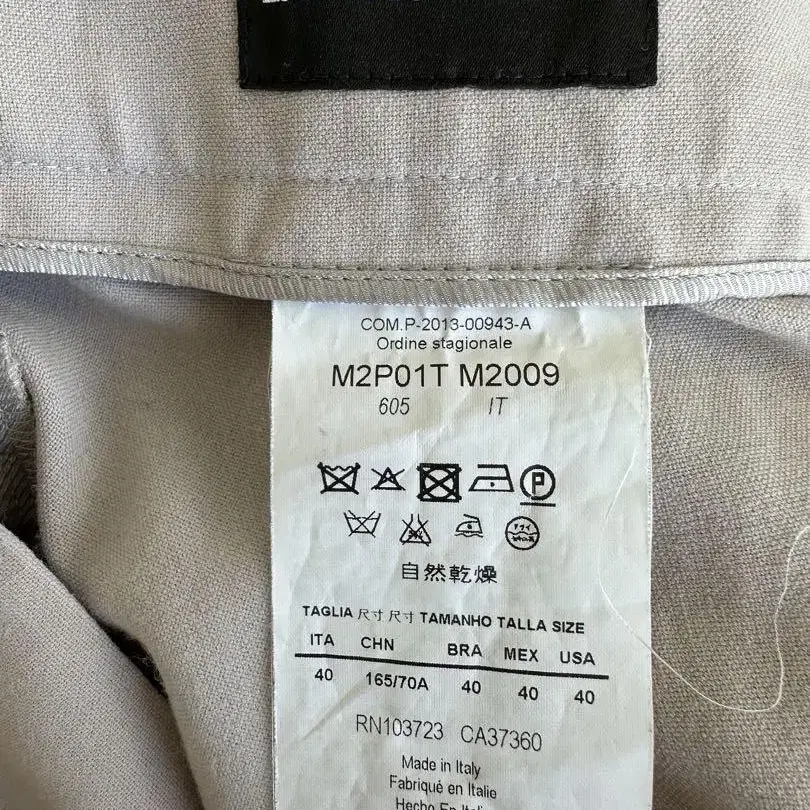 COM.P-2013-00943-A
Ordine stagionale
M2P01T M2009
605 IT
P
自然乾燥
TAGLIA 尺寸 尺寸 TAMANHO TALLA SIZE
ITA CHN BRA MEX USA
40 165/70A 40 40 40
RN103723 CA37360
Made in Italy
Fabriqué en Italie
Hecho En